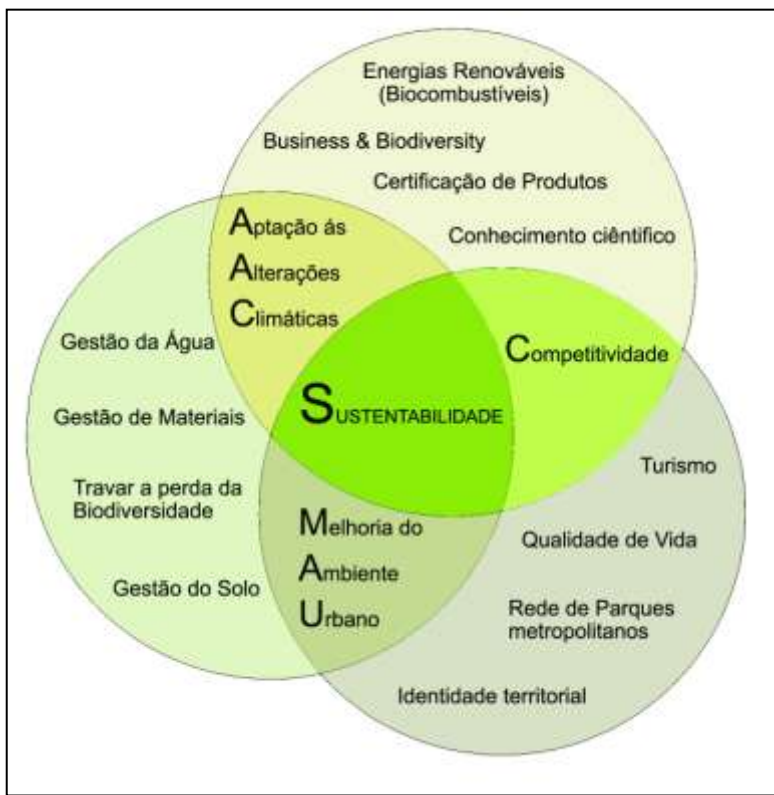 Energias Renováveis
(Biocombustíveis)
Business & Biodiversity
Certificação de Produtos
Conhecimento ciêntifico
Aptação ás
Alterações
Climáticas
Gestão da Água
Gestão de Materiais
Travar a perda da
Biodiversidade
Gestão do Solo
SUSTENTABILIDADE
Competitividade
Melhoria do
Ambiente
Urbano
Turismo
Qualidade de Vida
Rede de Parques
metropolitanos
Identidade territorial